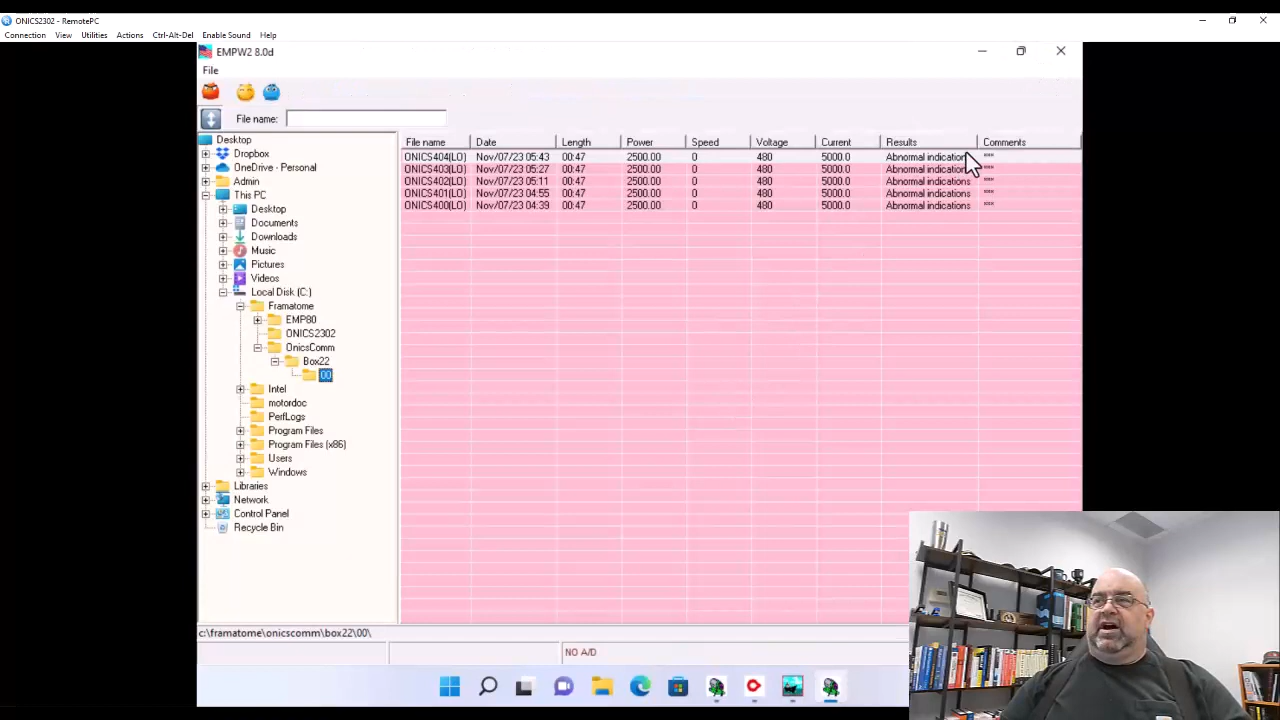 ONICS2302 - RemotePC
Connection View Utilities Actions Ctrl-Alt-Del Enable Sound Help
EMPW2 8.0d
File
File name:
Desktop
Dropbox
OneDrive - Personal
Admin
This PC
Desktop
Documents
Downloads
Music
Pictures
Videos
Local Disk (C:)
Framatome
EMP80
ONICS2302
OnicsComm
Box22
00
Intel
motordoc
PerfLogs
Program Files
Program Files (x86)
Users
Windows
Libraries
Network
Control Panel
Recycle Bin
File name Date Length Power Speed Voltage Current Results Comments
ONICS404(LO) Nov/07/23 05:43 00:47 2500.00 0 480 5000.0 Abnormal indications ""
ONICS403(LO) Nov/07/23 05:27 00:47 2500.00 0 480 5000.0 Abnormal indications ""
ONICS402(LO) Nov/07/23 05:11 00:47 2500.00 0 480 5000.0 Abnormal indications ""
ONICS401(LO) Nov/07/23 04:55 00:47 2500.00 0 480 5000.0 Abnormal indications ""
ONICS400(LO) Nov/07/23 04:39 00:47 2500.00 0 480 5000.0 Abnormal indications ""
c:\framatome\onicscomm\box22\00\
NO A/D